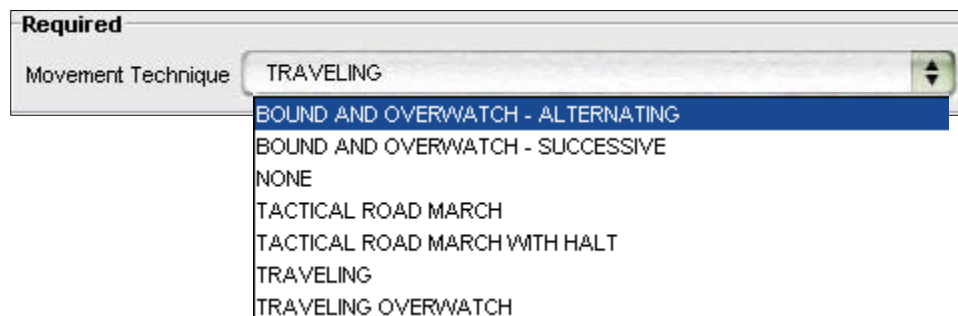 Required
Movement Technique TRAVELING
BOUND AND OVERWATCH - ALTERNATING
BOUND AND OVERWATCH - SUCCESSIVE
NONE
TACTICAL ROAD MARCH
TACTICAL ROAD MARCH WITH HALT
TRAVELING
TRAVELING OVERWATCH